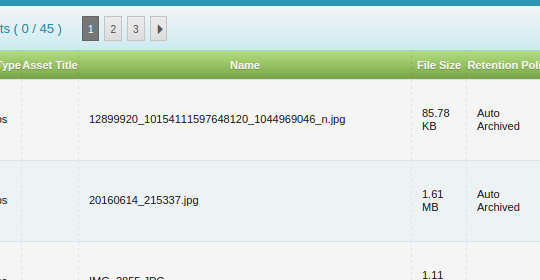 ts ( 0 / 45 ) 1 2 3
Type Asset Title Name File Size Retention Poli
os 12899920_10154111597648120_1044969046_n.jpg 85.78 KB Auto Archived
os 20160614_215337.jpg 1.61 MB Auto Archived
IMG_2855.JPG 1.11